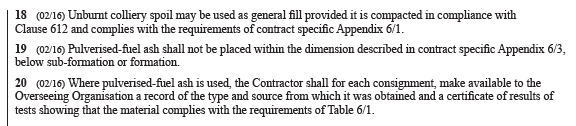 18 (02/16) Unburnt colliery spoil may be used as general fill provided it is compacted in compliance with
Clause 612 and complies with the requirements of contract specific Appendix 6/1.
19 (02/16) Pulverised-fuel ash shall not be placed within the dimension described in contract specific Appendix 6/3,
below sub-formation or formation.
20 (02/16) Where pulverised-fuel ash is used, the Contractor shall for each consignment, make available to the
Overseeing Organisation a record of the type and source from which it was obtained and a certificate of results of
tests showing that the material complies with the requirements of Table 6/1.